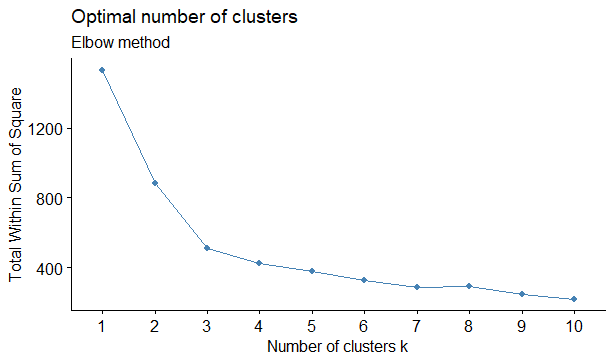 Optimal number of clusters
Elbow method
Total Within Sum of Square
1200
800
400
1 2 3 4 5 6 7 8 9 10
Number of clusters k